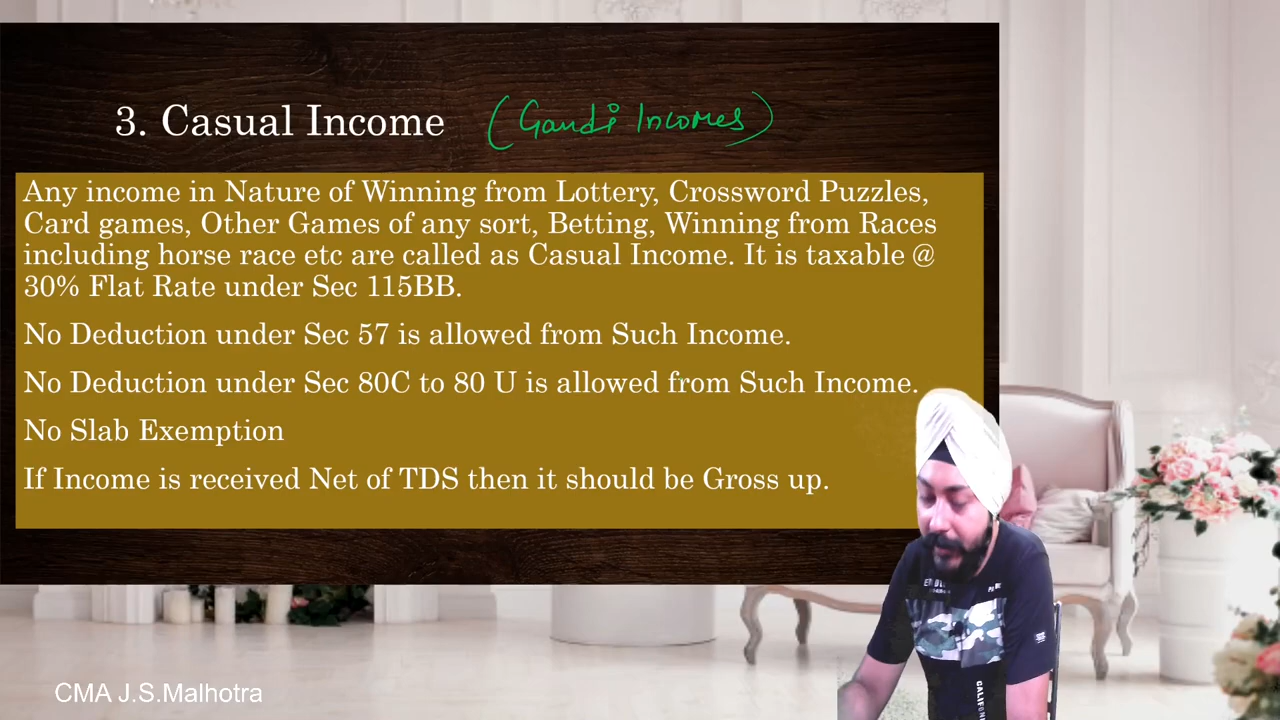 3. Casual Income (Gandi Incomes)
Any income in Nature of Winning from Lottery, Crossword Puzzles,
Card games, Other Games of any sort, Betting, Winning from Races
including horse race etc are called as Casual Income. It is taxable @
30% Flat Rate under Sec 115BB.
No Deduction under Sec 57 is allowed from Such Income.
No Deduction under Sec 80C to 80 U is allowed from Such Income.
No Slab Exemption
If Income is received Net of TDS then it should be Gross up.
CMA J.S.Malhotra